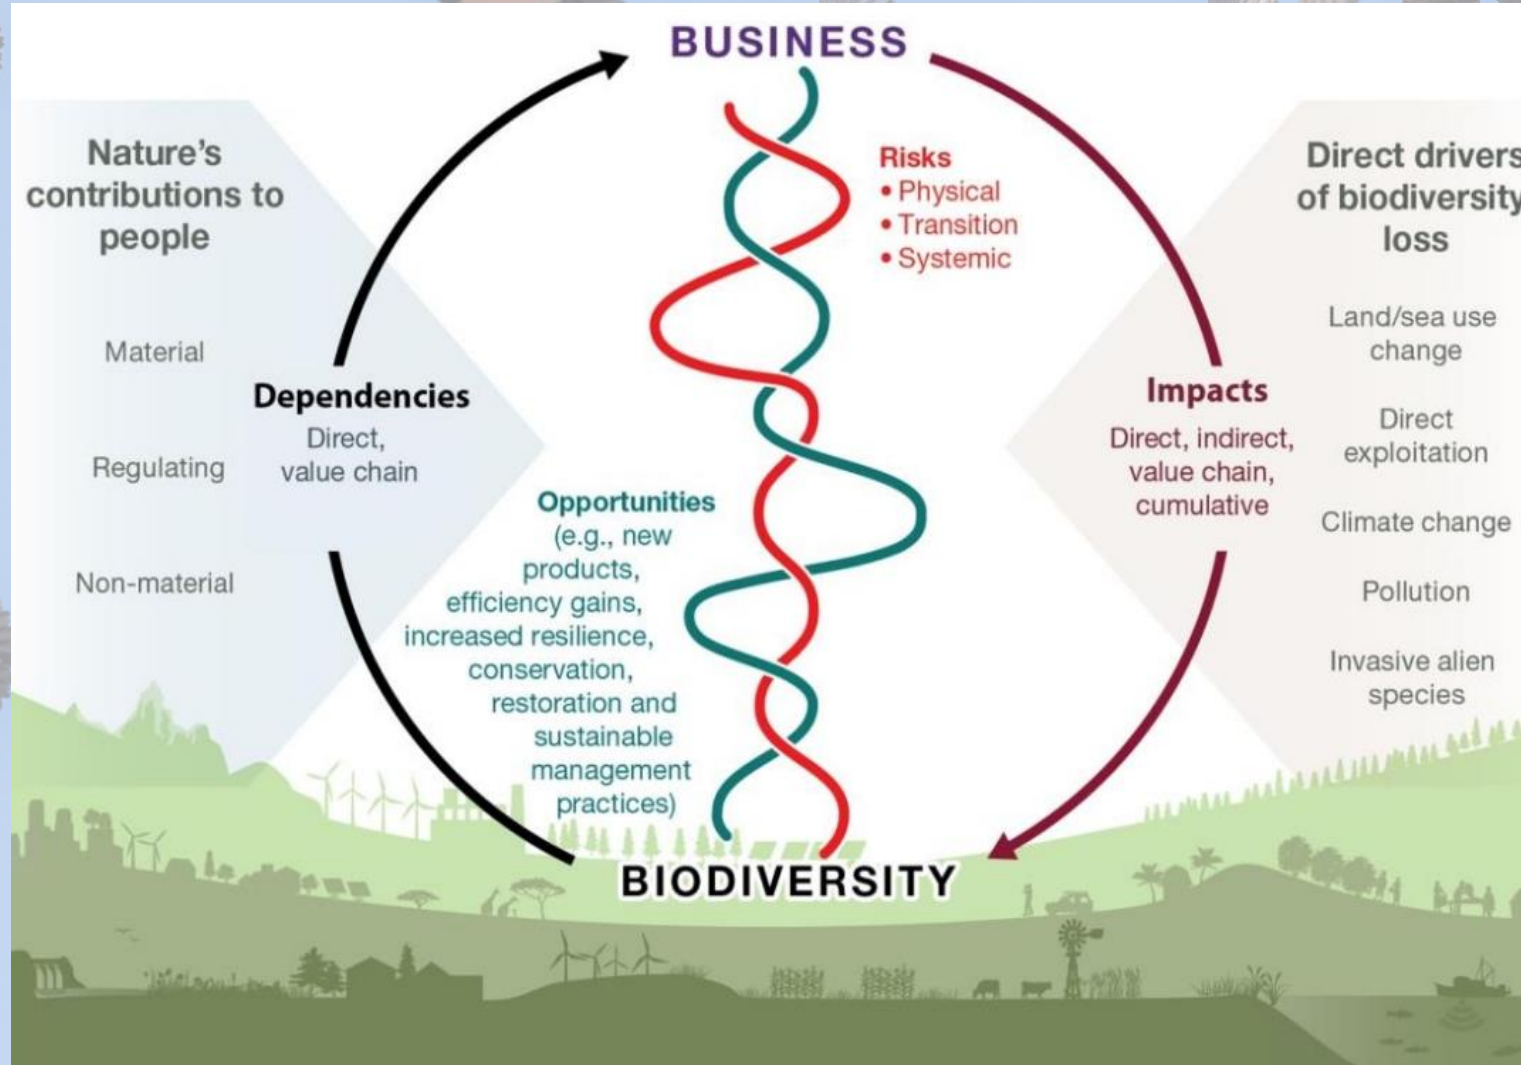 BUSINESS
Nature's
contributions to
people
Material
Regulating
Non-material
Dependencies
Direct,
value chain
Risks
• Physical
• Transition
• Systemic
Opportunities
(e.g., new
products,
efficiency gains,
increased resilience,
conservation,
restoration and
sustainable
management
practices)
Impacts
Direct, indirect,
value chain,
cumulative
Direct drivers
of biodiversity
loss
Land/sea use
change
Direct
exploitation
Climate change
Pollution
Invasive alien
species
BIODIVERSITY